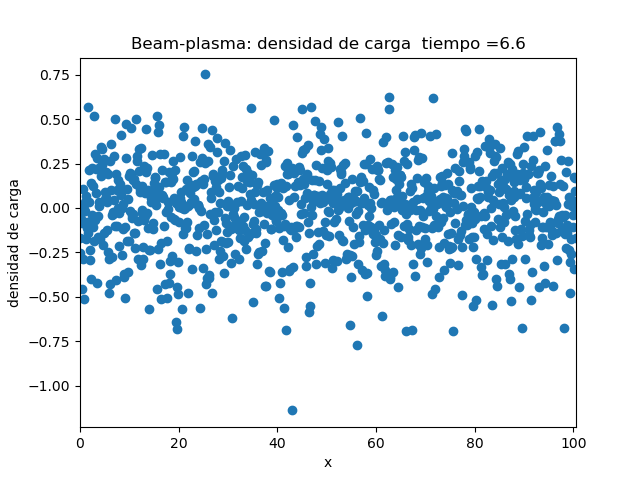 Beam-plasma: densidad de carga  tiempo =6.6
densidad de carga
0.75
0.50
0.25
0.00
−0.25
−0.50
−0.75
−1.00
0 20 40 60 80 100
x